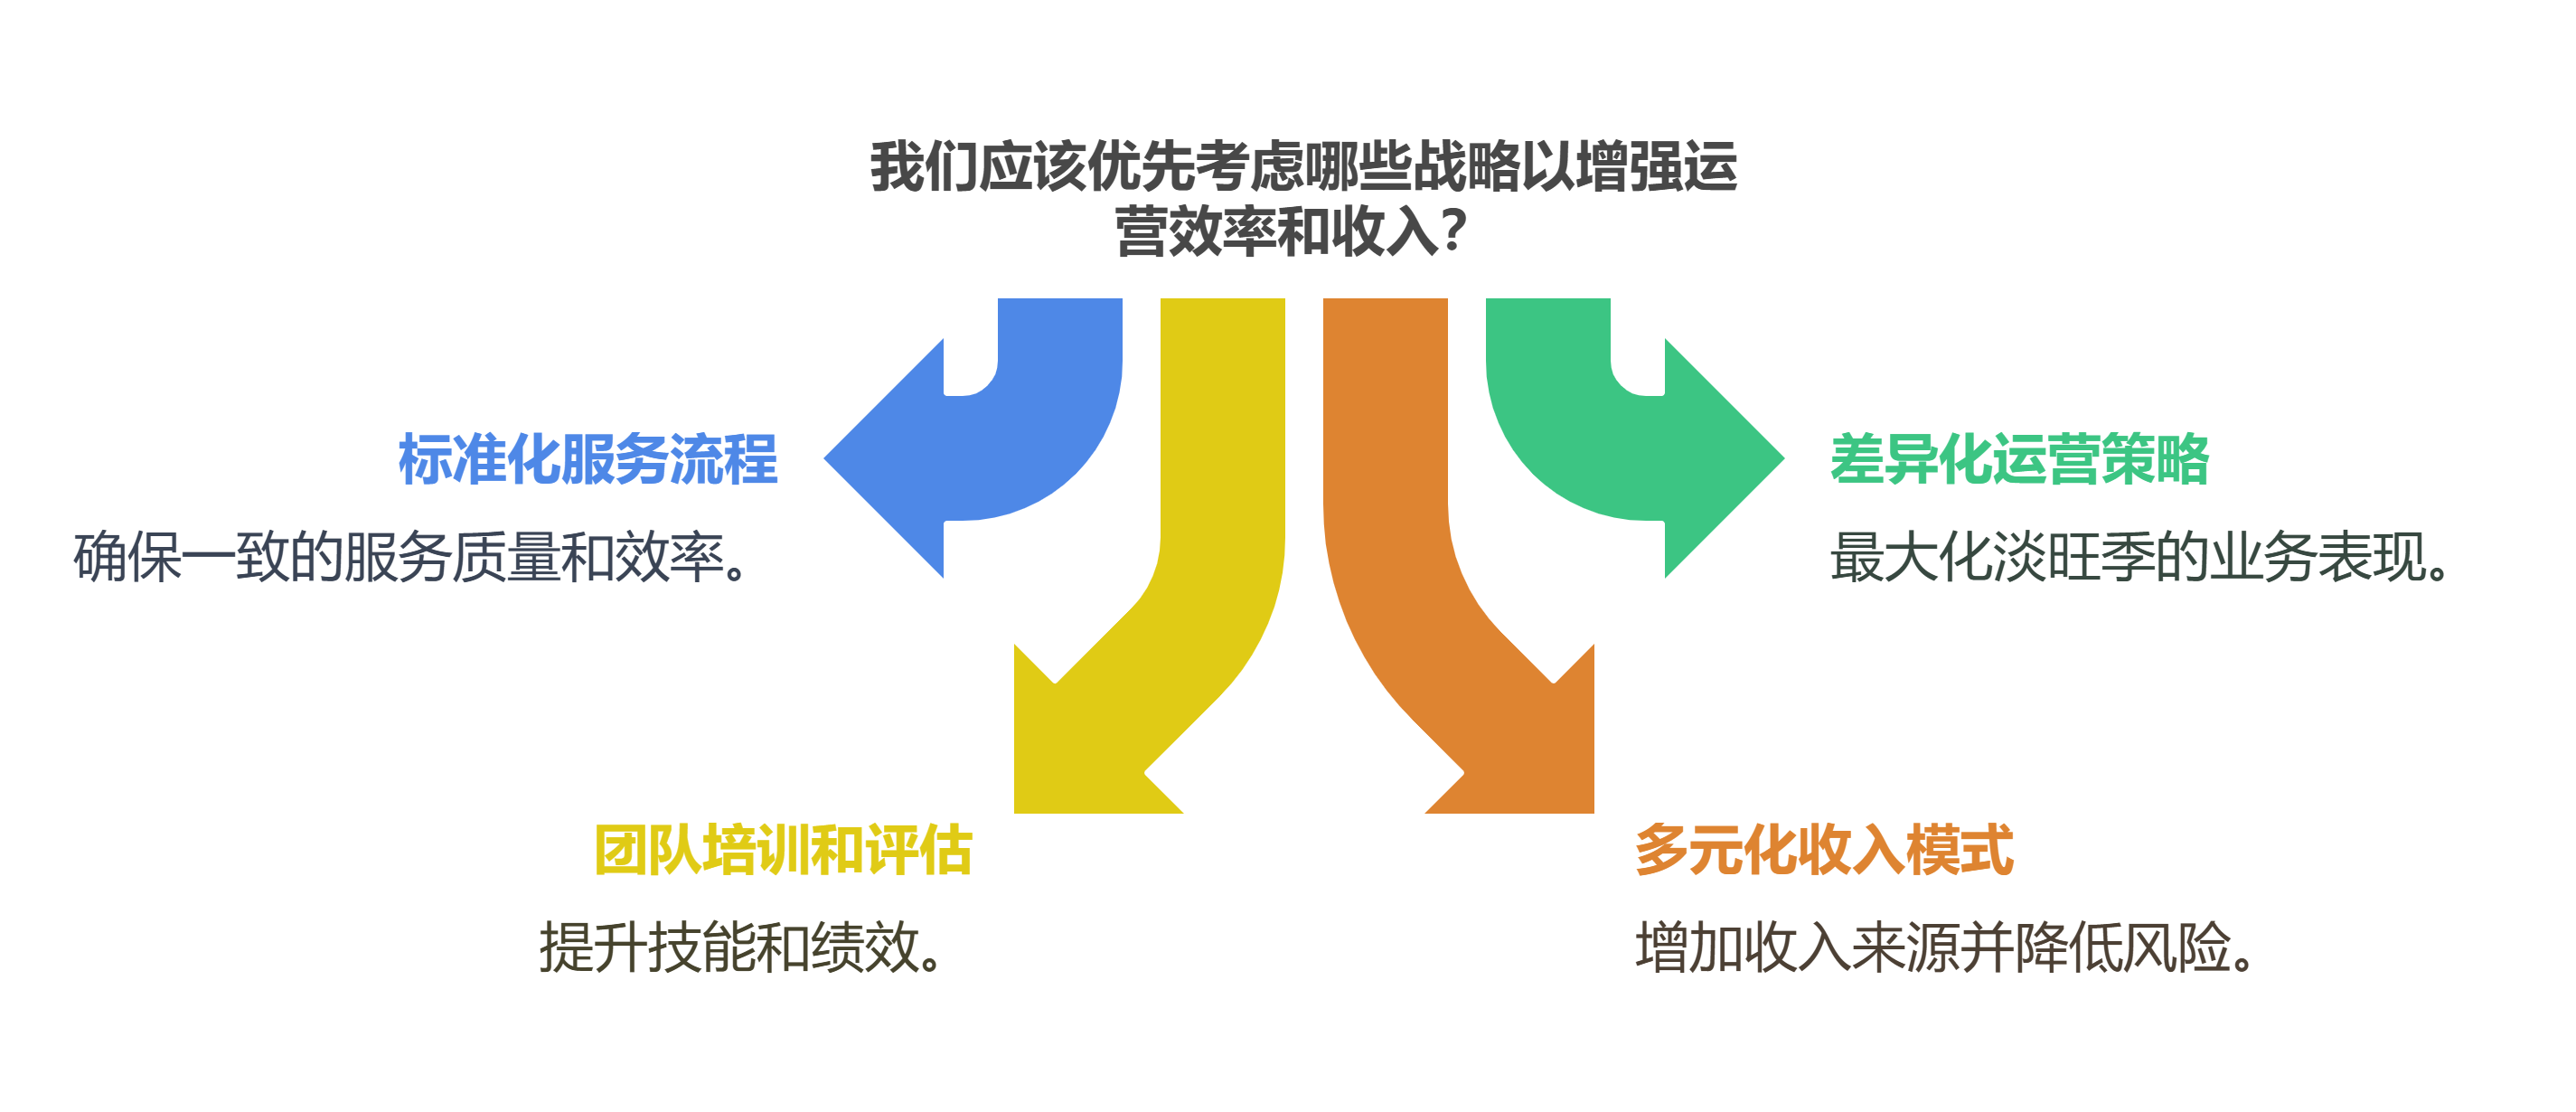 我们应该优先考虑哪些战略以增强运
营效率和收入？
标准化服务流程
确保一致的服务质量和效率。
差异化运营策略
最大化淡旺季的业务表现。
团队培训和评估
提升技能和绩效。
多元化收入模式
增加收入来源并降低风险。